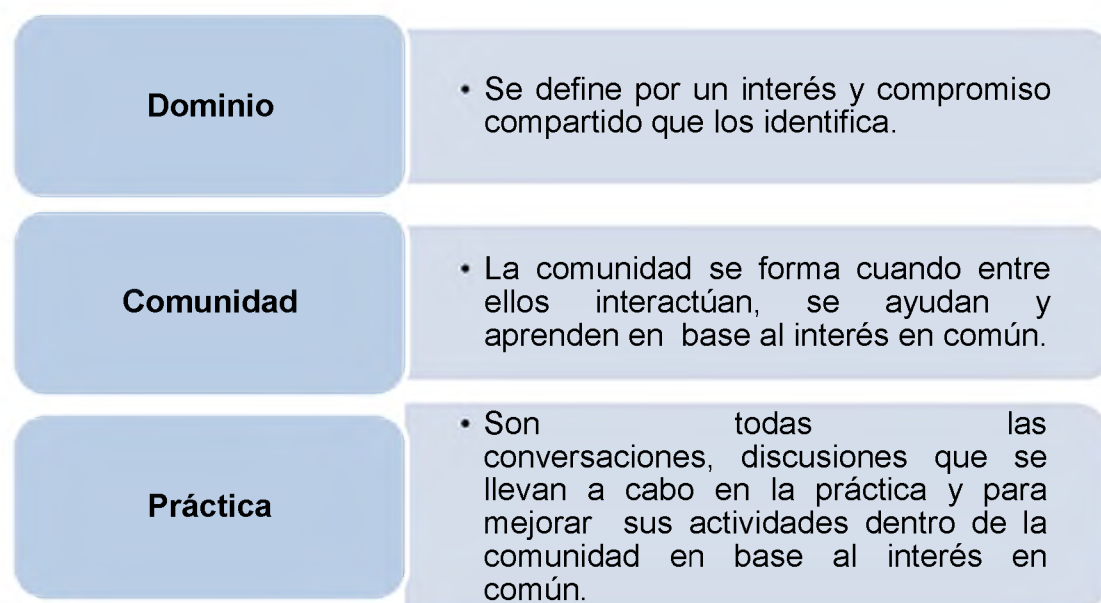 Dominio
• Se define por un interés y compromiso
compartido que los identifica.
Comunidad
• La comunidad se forma cuando entre
ellos interactúan, se ayudan y
aprenden en base al interés en común.
Práctica
• Son todas las
conversaciones, discusiones que se
llevan a cabo en la práctica y para
mejorar sus actividades dentro de la
comunidad en base al interés en
común.